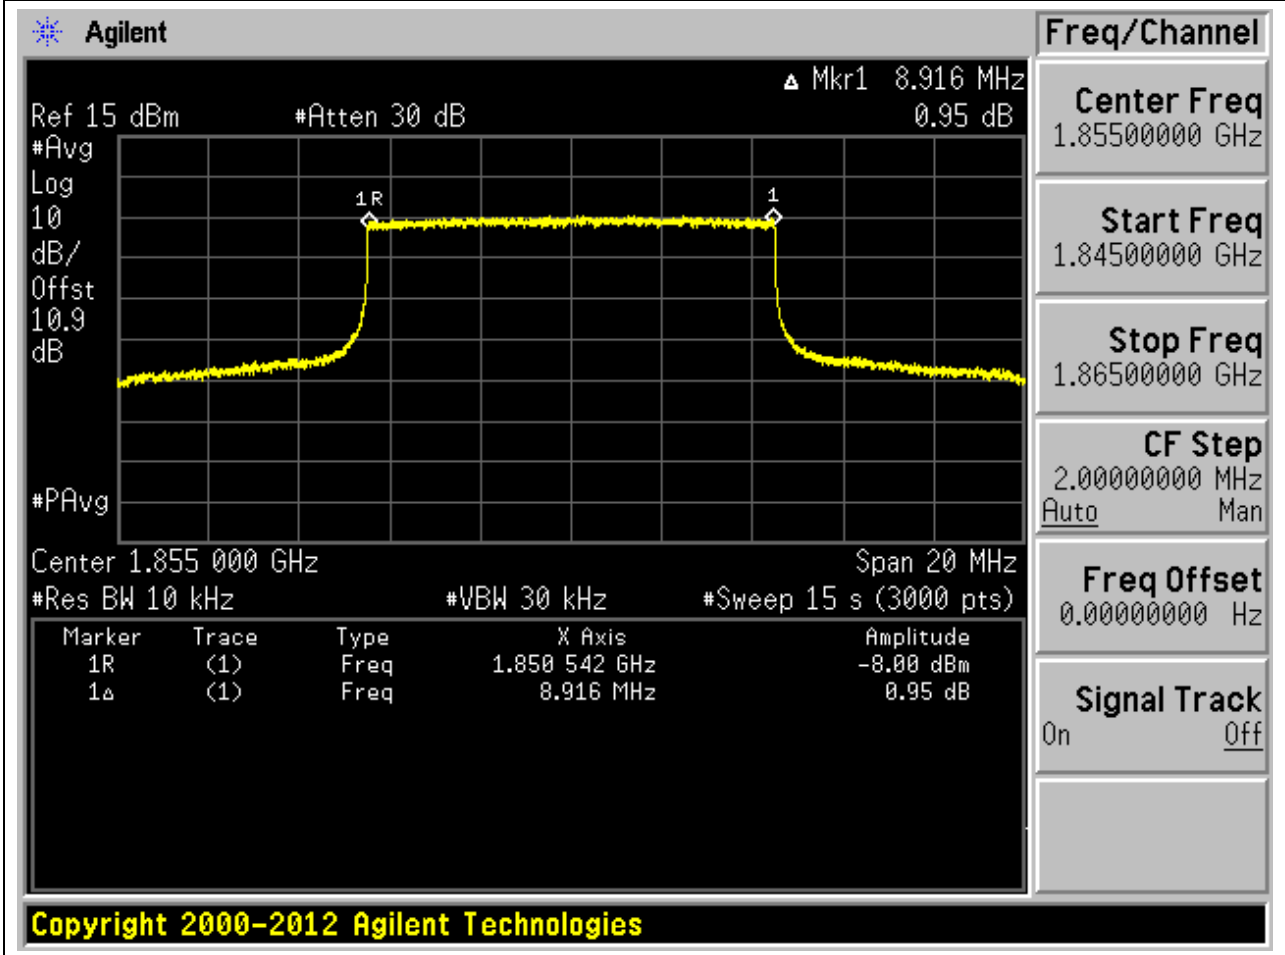 Agilent
Freq/Channel
Δ Mkr1 8.916 MHz
Ref 15 dBm #Atten 30 dB 0.95 dB
#Avg
Log
10
dB/
Offst
10.9
dB
1R
1
#PAvg
Center 1.855 000 GHz Span 20 MHz
#Res BW 10 kHz #VBW 30 kHz #Sweep 15 s (3000 pts)
Marker Trace Type X Axis Amplitude
1R (1) Freq 1.850 542 GHz -8.00 dBm
1Δ (1) Freq 8.916 MHz 0.95 dB
Center Freq
1.85500000 GHz
Start Freq
1.84500000 GHz
Stop Freq
1.86500000 GHz
CF Step
2.00000000 MHz
Auto Man
Freq Offset
0.00000000 Hz
Signal Track
On Off
Copyright 2000-2012 Agilent Technologies